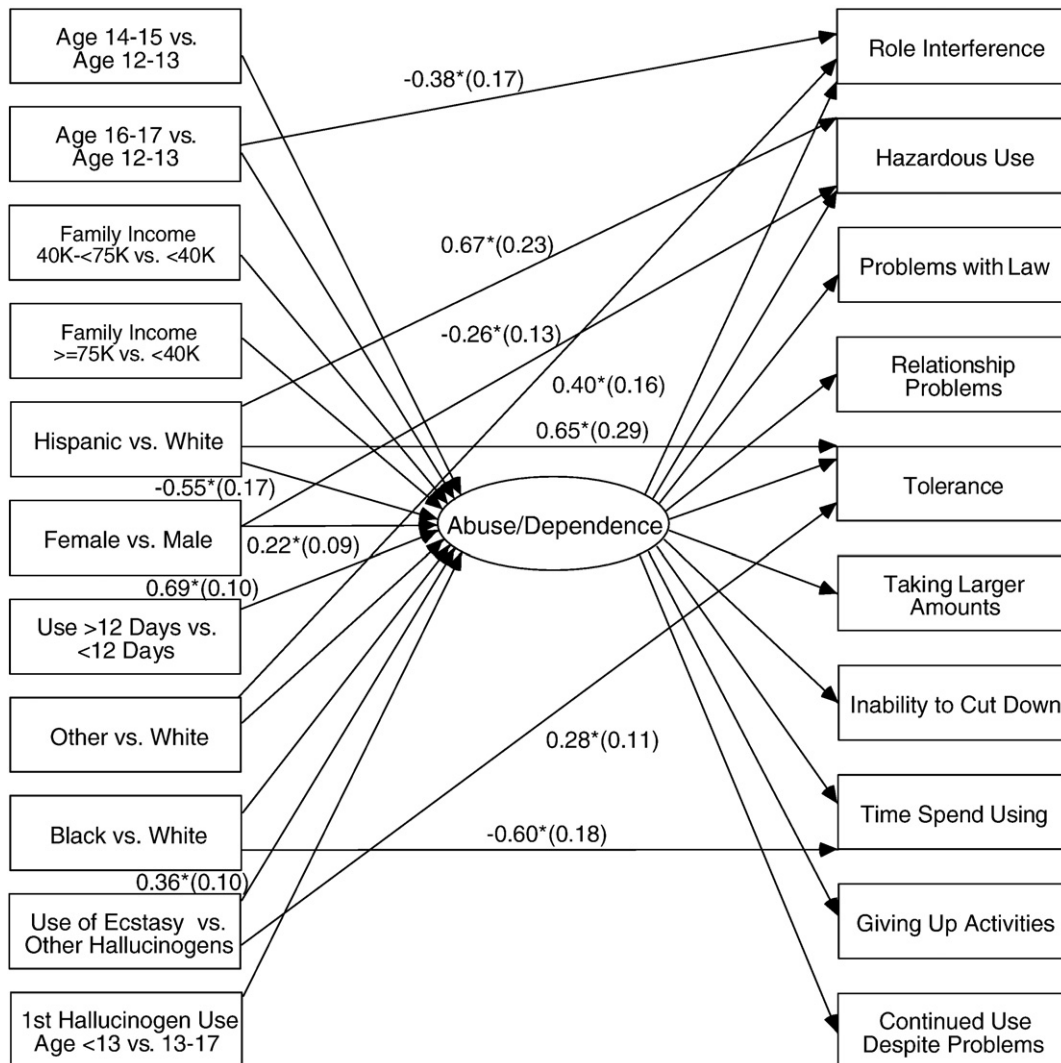 Age 14-15 vs.
Age 12-13
Age 16-17 vs.
Age 12-13
Family Income
40K-<75K vs. <40K
Family Income
>=75K vs. <40K
Hispanic vs. White
Female vs. Male
Use >12 Days vs.
<12 Days
Other vs. White
Black vs. White
Use of Ecstasy vs.
Other Hallucinogens
1st Hallucinogen Use
Age <13 vs. 13-17
-0.38*(0.17)
0.67*(0.23)
-0.26*(0.13)
0.40*(0.16)
0.65*(0.29)
-0.55*(0.17)
0.22*(0.09)
0.69*(0.10)
0.28*(0.11)
-0.60*(0.18)
0.36*(0.10)
Abuse/Dependence
Role Interference
Hazardous Use
Problems with Law
Relationship
Problems
Tolerance
Taking Larger
Amounts
Inability to Cut Down
Time Spend Using
Giving Up Activities
Continued Use
Despite Problems